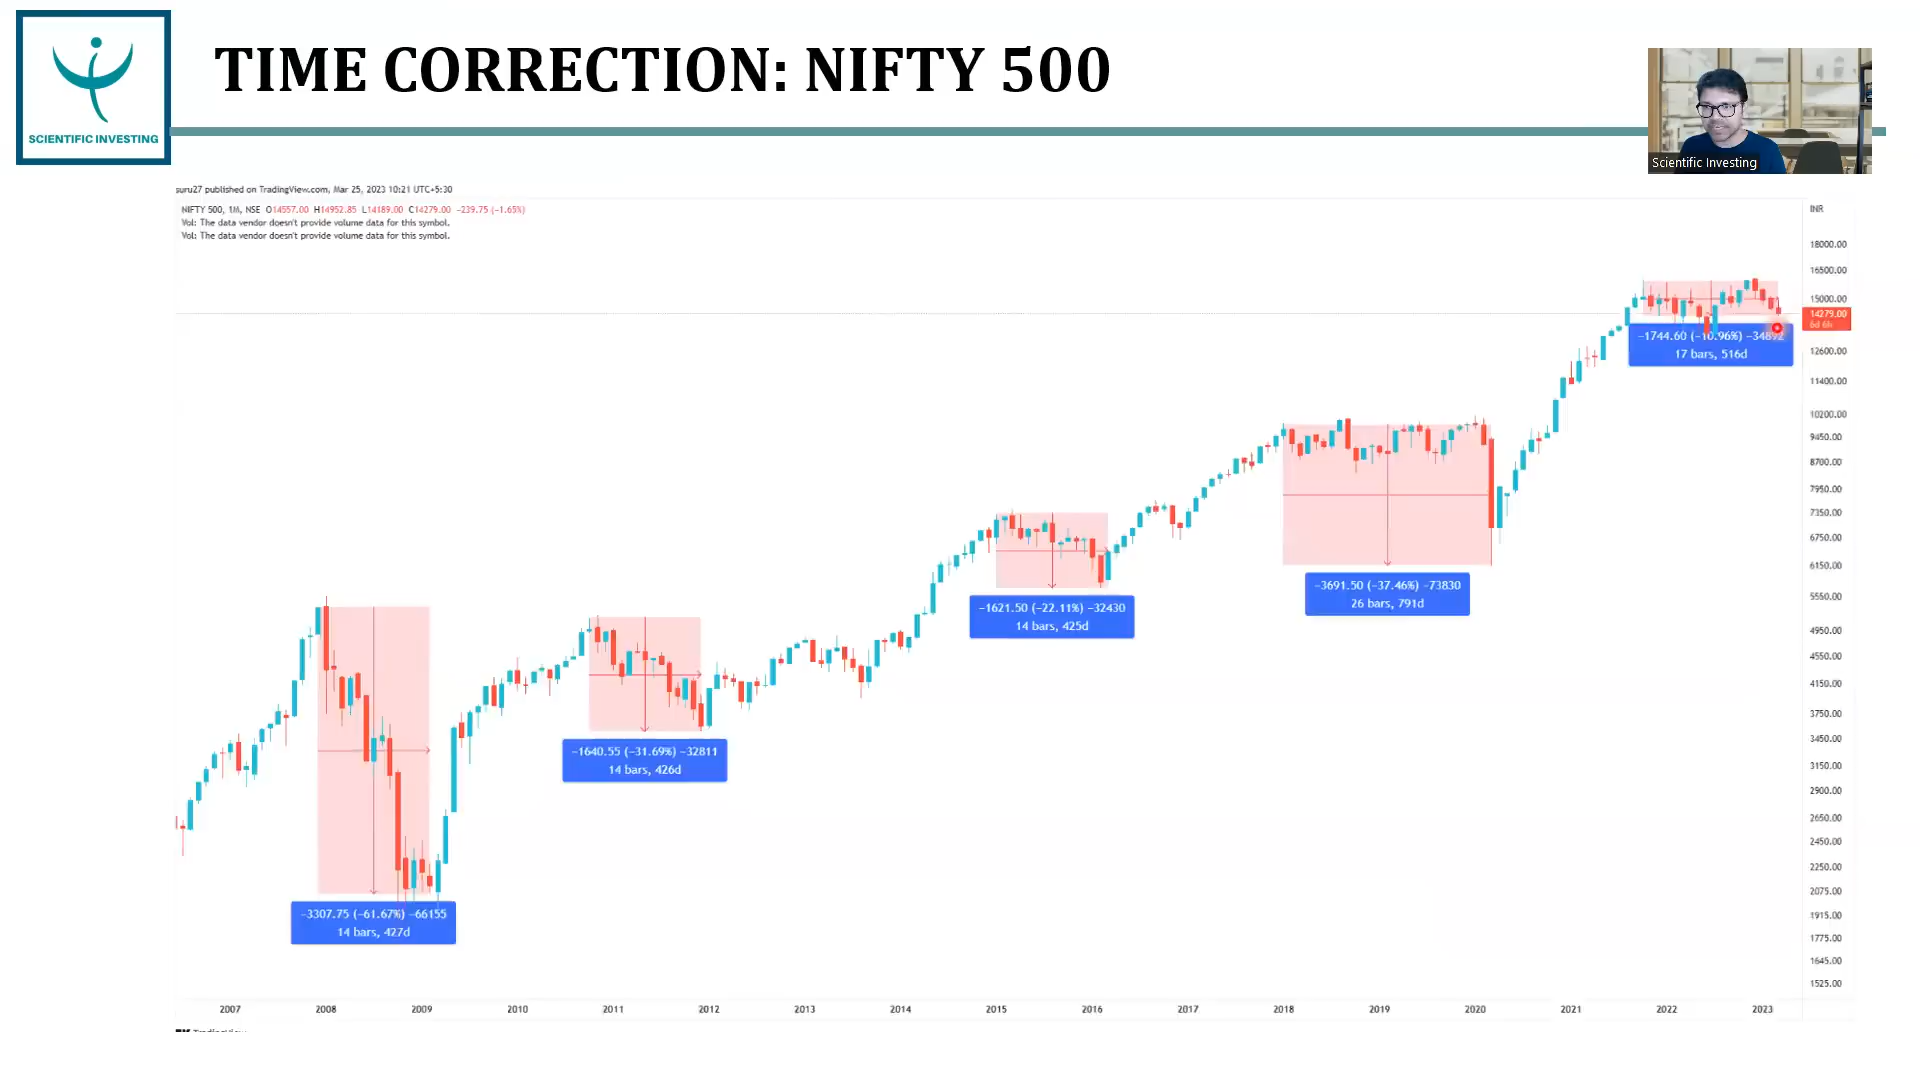 TIME CORRECTION: NIFTY 500
SCIENTIFIC INVESTING
Scientific Investing
suru27 published on TradingView.com, Mar 25, 2023 10:21 UTC+5:30
NIFTY 500, 1M, NSE O14557.00 H14952.85 L14189.00 C14279.00 -239.75 (-1.65%)
Vol: The data vendor doesn't provide volume data for this symbol.
Vol: The data vendor doesn't provide volume data for this symbol.
INR
18000.00
16500.00
15000.00
14279.00
6d 6h
12600.00
11400.00
10200.00
9450.00
8700.00
7950.00
7350.00
6750.00
6150.00
5550.00
4950.00
4550.00
4150.00
3750.00
3450.00
3150.00
2900.00
2650.00
2450.00
2250.00
2075.00
1915.00
1775.00
1645.00
1525.00
-1744.60 (-10.96%) -34892
17 bars, 516d
-3691.50 (-37.46%) -73830
26 bars, 791d
-1621.50 (-22.11%) -32430
14 bars, 425d
-1640.55 (-31.69%) -32811
14 bars, 426d
-3307.75 (-61.67%) -66155
14 bars, 427d
2007 2008 2009 2010 2011 2012 2013 2014 2015 2016 2017 2018 2019 2020 2021 2022 2023
TradingView